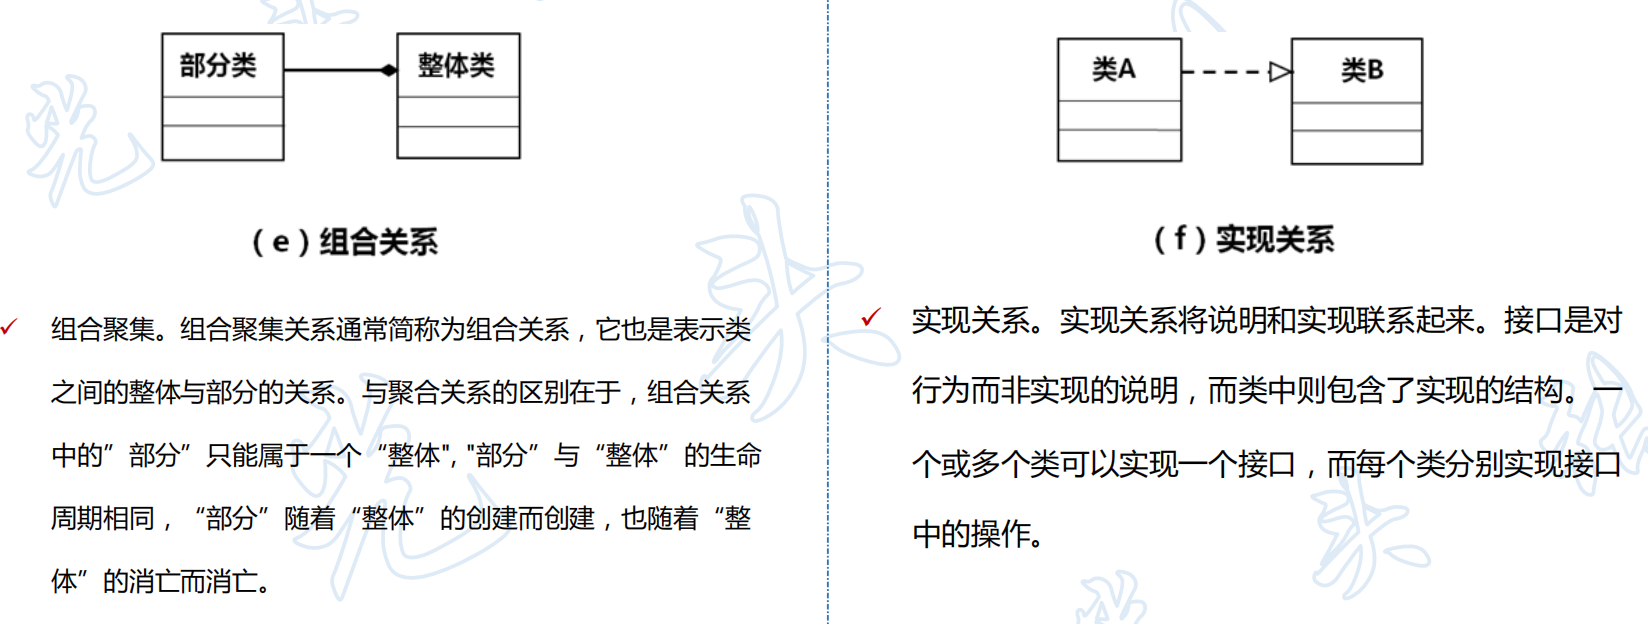 部分类
整体类
(e)组合关系
✓ 组合聚集。组合聚集关系通常简称为组合关系，它也是表示类
之间的整体与部分的关系。与聚合关系的区别在于，组合关系
中的”部分”只能属于一个“整体","部分”与“整体”的生命
周期相同，“部分”随着“整体”的创建而创建，也随着“整
体”的消亡而消亡。
类A
类B
(f)实现关系
✓ 实现关系。实现关系将说明和实现联系起来。接口是对
行为而非实现的说明，而类中则包含了实现的结构。一
个或多个类可以实现一个接口，而每个类分别实现接口
中的操作。